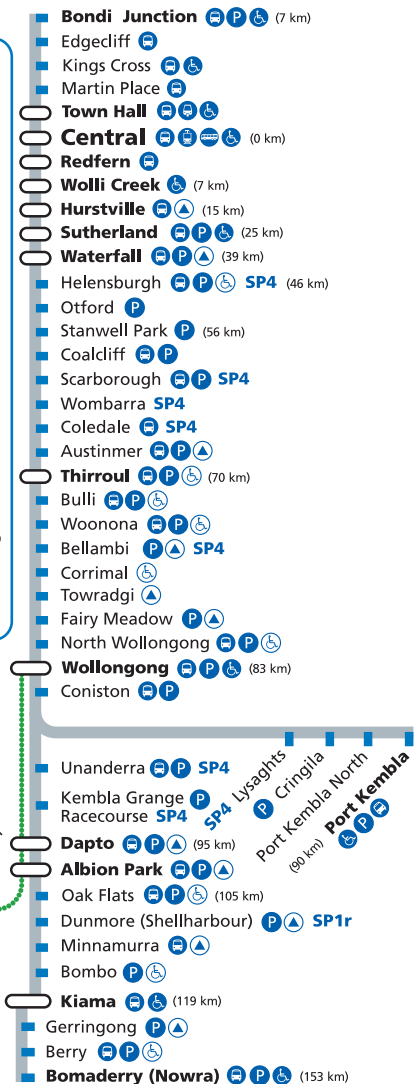 Bondi Junction P (7 km)
Edgecliff
Kings Cross
Martin Place
Town Hall
Central (0 km)
Redfern
Wolli Creek (7 km)
Hurstville (15 km)
Sutherland P (25 km)
Waterfall P (39 km)
Helensburgh P SP4 (46 km)
Otford P
Stanwell Park P (56 km)
Coalcliff P
Scarborough P SP4
Wombarra SP4
Coledale SP4
Austinmer P
Thirroul P (70 km)
Bulli P
Woonona P
Bellambi P SP4
Corrimal
Towradgi
Fairy Meadow P
North Wollongong P
Wollongong P (83 km)
Coniston P
SP4 Lysaghts
P Cringila
Port Kembla North
Port Kembla
(90 km) P
Unanderra P SP4
Kembla Grange P
Racecourse SP4
Dapto P (95 km)
Albion Park P
Oak Flats P (105 km)
Dunmore (Shellharbour) P SP1r
Minnamurra
Bombo P
Kiama (119 km)
Gerringong P
Berry P
Bomaderry (Nowra) P (153 km)